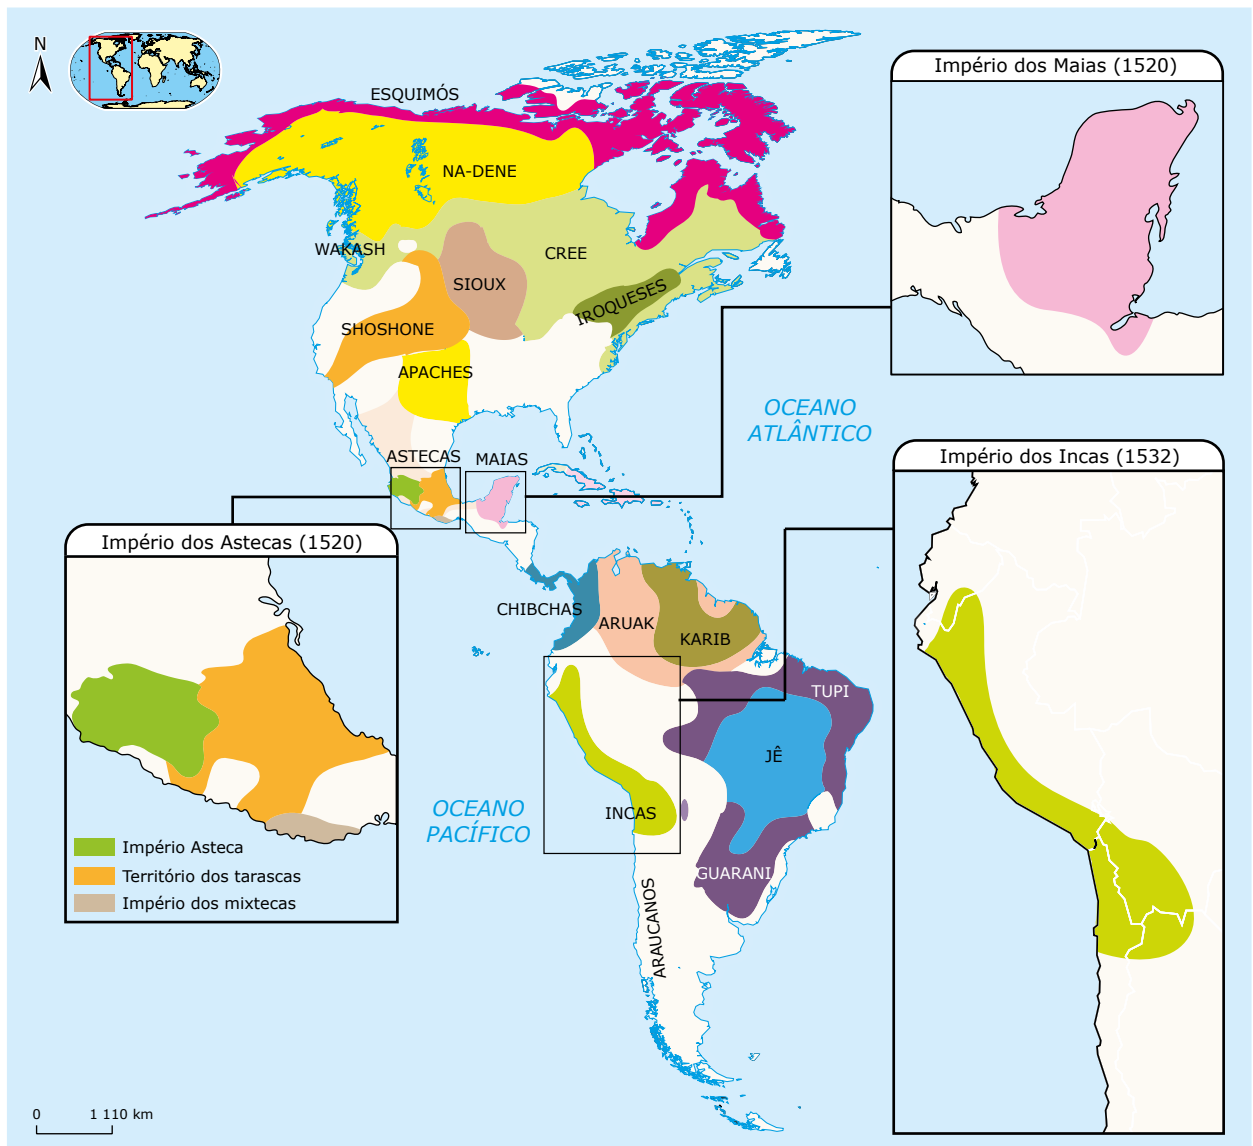 N
ESQUIMÓS
NA-DENE
WAKASH
CREE
SIOUX
IROQUESES
SHOSHONE
APACHES
ASTECAS
MAIAS
OCEANO
ATLÂNTICO
Império dos Maias (1520)
Império dos Incas (1532)
Império dos Astecas (1520)
Império Asteca
Território dos tarascas
Império dos mixtecas
CHIBCHAS
ARUAK
KARIB
TUPI
JÊ
INCAS
OCEANO
PACÍFICO
GUARANI
ARAUCANOS
0 1 110 km